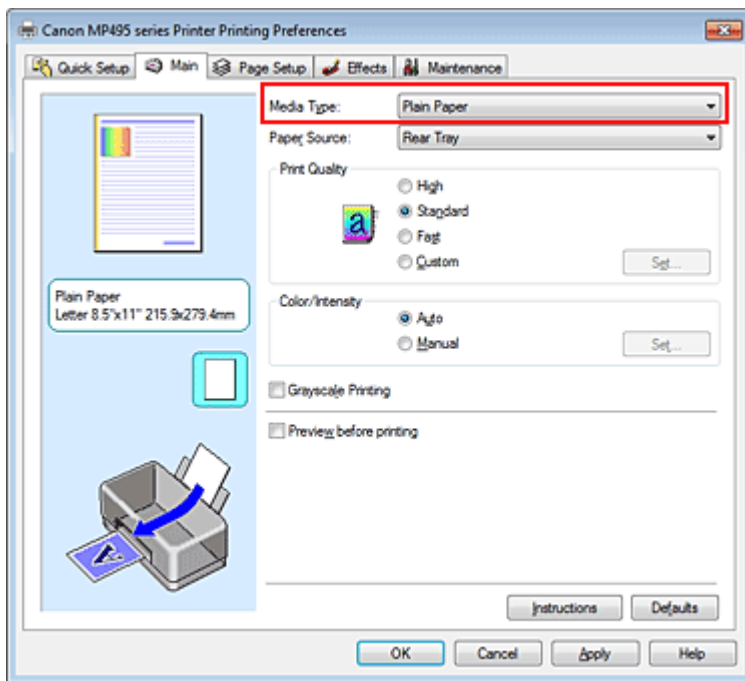 Canon MP495 series Printer Printing Preferences
Quick Setup Main Page Setup Effects Maintenance
Media Type: Plain Paper
Paper Source: Rear Tray
Print Quality
High
Standard
Fast
Custom Set...
Plain Paper
Letter 8.5"x11" 215.9x279.4mm
Color/Intensity
Auto
Manual Set...
Grayscale Printing
Preview before printing
Instructions Defaults
OK Cancel Apply Help
a
A